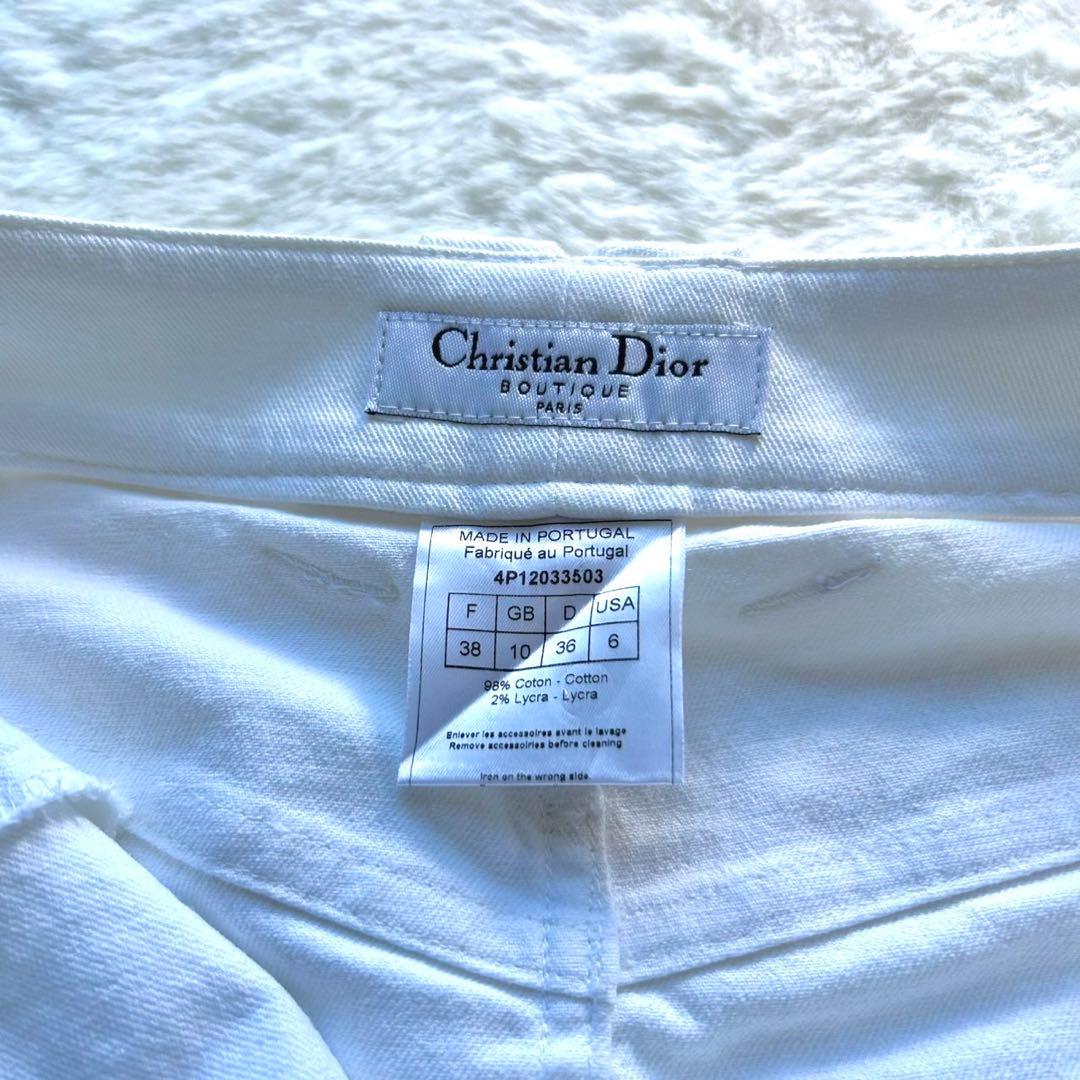 Christian Dior
BOUTIQUE
PARIS
MADE IN PORTUGAL
Fabriqué au Portugal
4P12033503
F GB D USA
38 10 36 6
98% Coton - Cotton
2% Lycra - Lycra
Enlever les accessoires avant le lavage
Remove accessoiries before cleaning
Iron on the wrong side